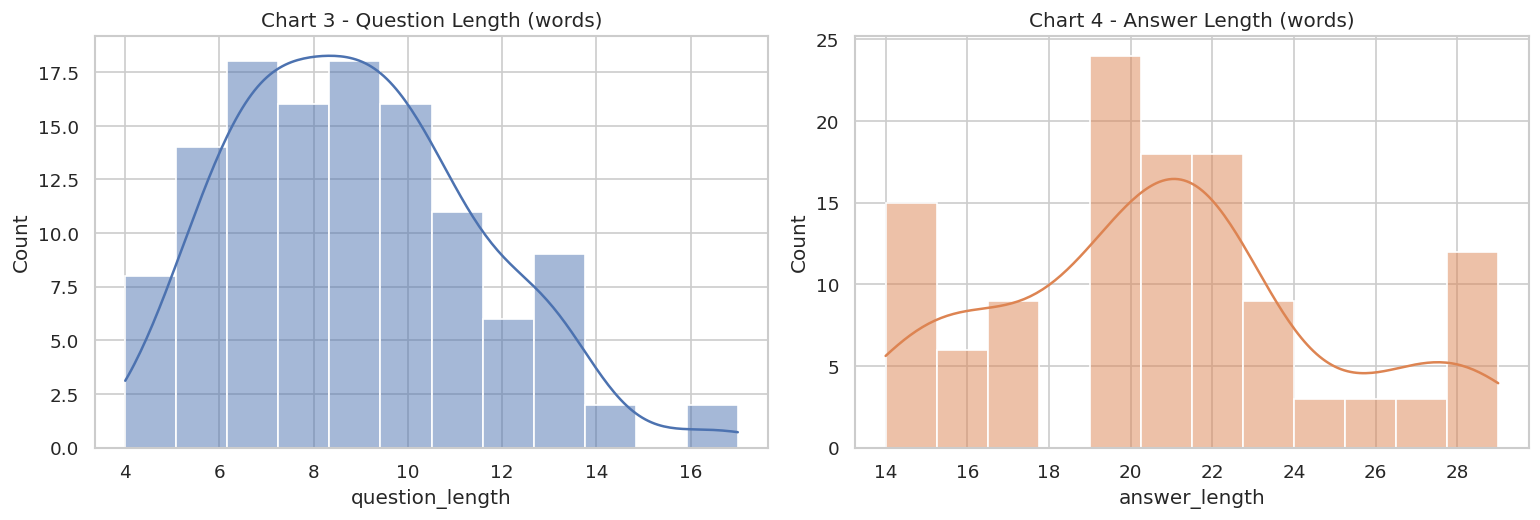 Chart 3 - Question Length (words)
17.5
15.0
12.5
10.0
7.5
5.0
2.5
0.0
Count
4 6 8 10 12 14 16
question_length
Chart 4 - Answer Length (words)
25
20
15
10
5
0
Count
14 16 18 20 22 24 26 28
answer_length